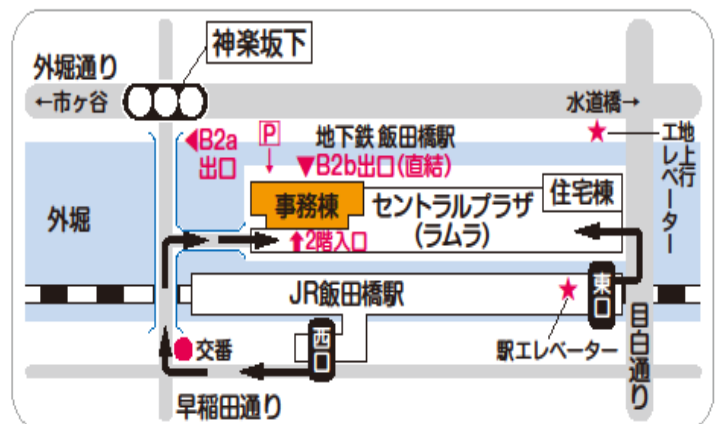 神楽坂下
外堀通り
←市ヶ谷
水道橋→
◀B2a
出口
P
地下鉄 飯田橋駅
▼B2b出口(直結)
★
地上行
エレベーター
事務棟
セントラルプラザ
(ラムラ)
住宅棟
⬆2階入口
外堀
JR飯田橋駅
★
東口
西口
駅エレベーター
交番
目白通り
早稲田通り